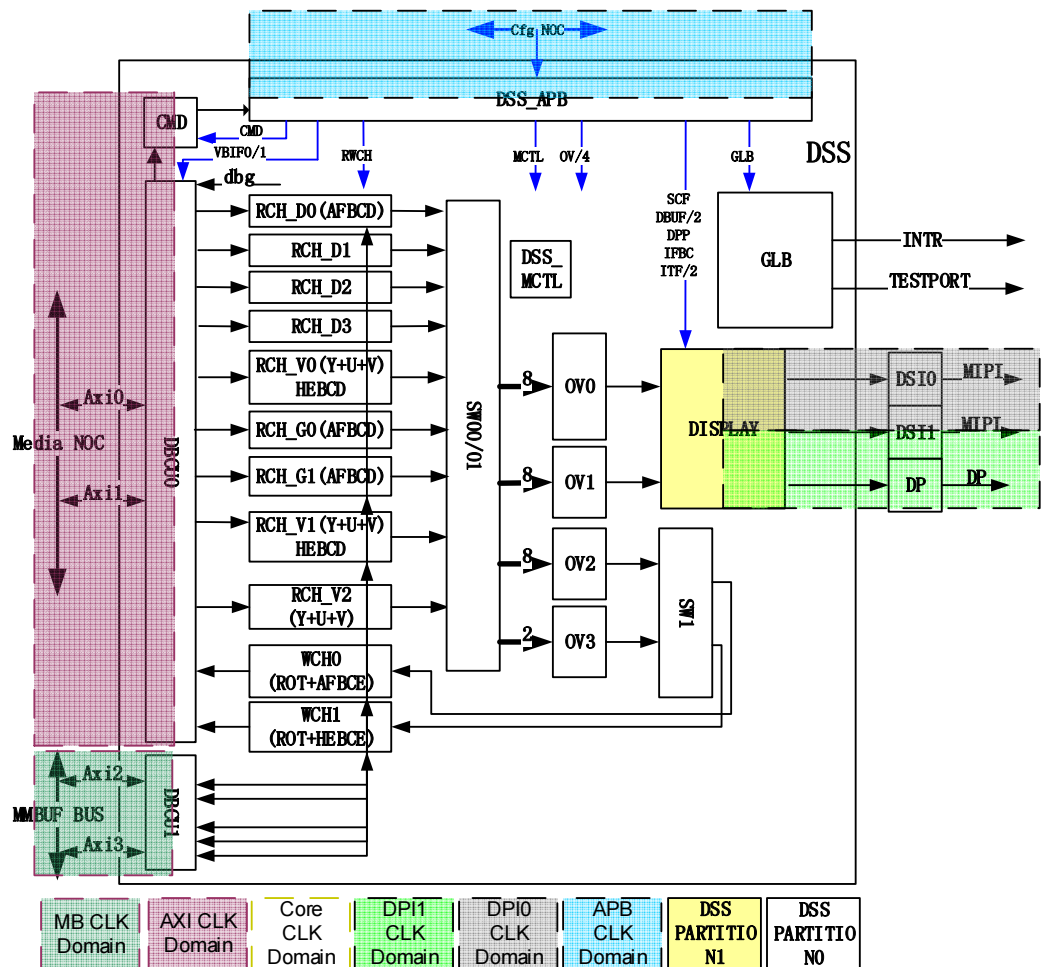 Cfg NOC
DSS_APB
CMD
CMD
VBIF0/1
RWCH
MCTL
OV/4
GLB
DSS
dbg
SCF
DBUF/2
DPP
IFBC
ITF/2
RCH_D0(AFBCD)
RCH_D1
RCH_D2
RCH_D3
RCH_V0(Y+U+V)
HEBCD
RCH_G0(AFBCD)
RCH_G1(AFBCD)
RCH_V1(Y+U+V)
HEBCD
RCH_V2
(Y+U+V)
WCH0
(ROT+AFBCE)
WCH1
(ROT+HEBCE)
DSS_
MCTL
GLB
INTR
TESTPORT
Axi0
Media NOC
Axi1
DBCU0
SW00/01
8
OV0
8
OV1
8
OV2
2
OV3
SW1
DISPLAY
DSI0
MIPI
DSI1
MIPI
DP
DP
Axi2
MMBUF BUS
Axi3
DBCU1
MB CLK
Domain
AXI CLK
Domain
Core
CLK
Domain
DPI1
CLK
Domain
DPI0
CLK
Domain
APB
CLK
Domain
DSS
PARTITIO
N1
DSS
PARTITIO
N0